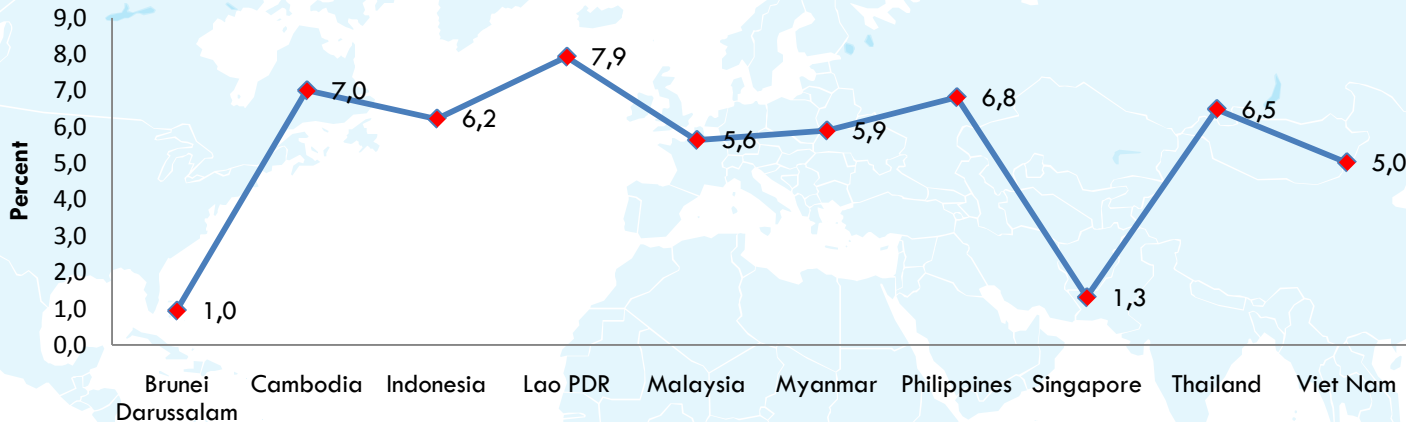 9,0
8,0
7,0
6,0
5,0
4,0
3,0
2,0
1,0
0,0
Percent
1,0
7,0
6,2
7,9
5,6
5,9
6,8
1,3
6,5
5,0
Brunei
Darussalam
Cambodia
Indonesia
Lao PDR
Malaysia
Myanmar
Philippines
Singapore
Thailand
Viet Nam